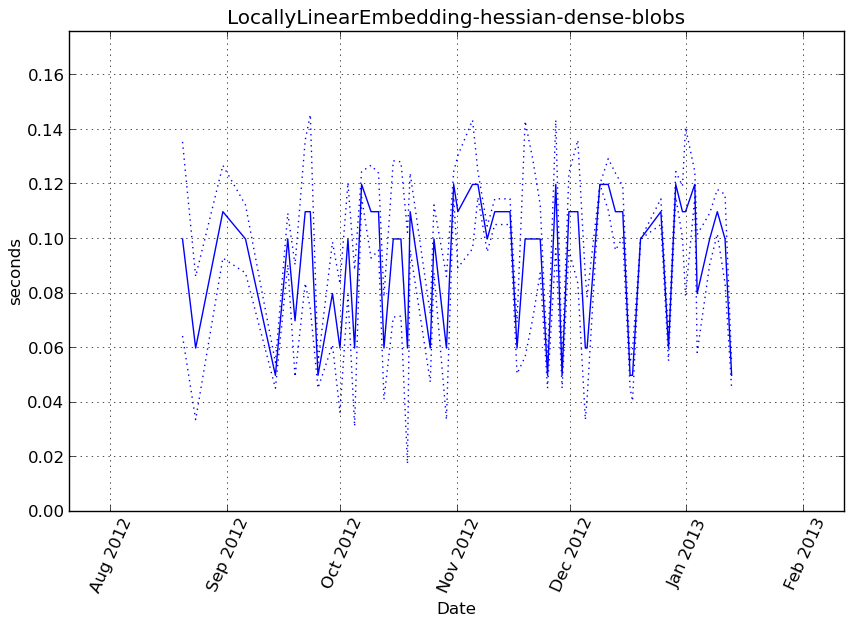 LocallyLinearEmbedding-hessian-dense-blobs
0.16
0.14
0.12
0.10
0.08
0.06
0.04
0.02
0.00
seconds
Aug 2012
Sep 2012
Oct 2012
Nov 2012
Dec 2012
Jan 2013
Feb 2013
Date